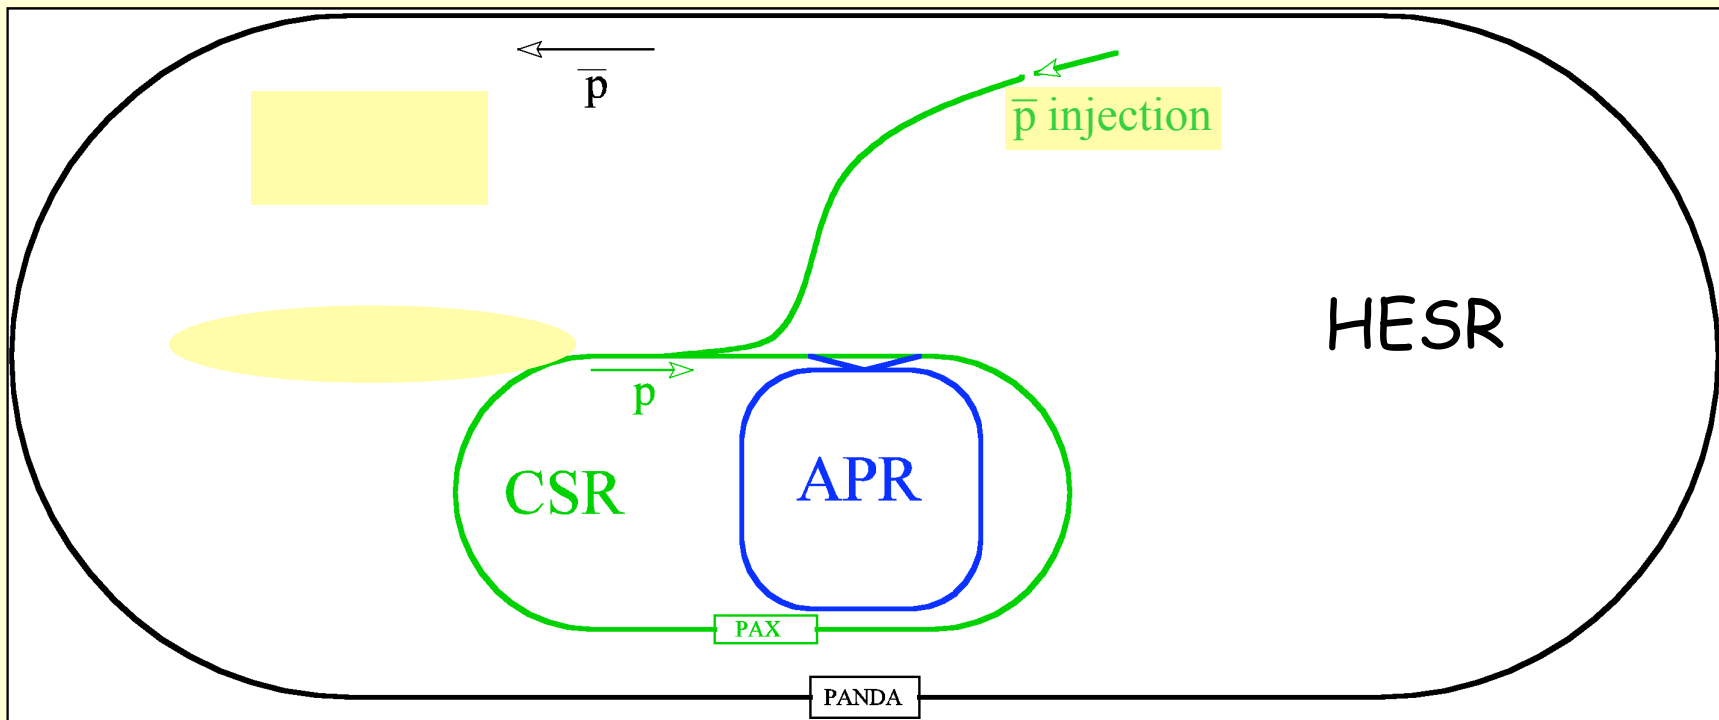 p̅
p̅ injection
HESR
p
CSR
APR
PAX
PANDA